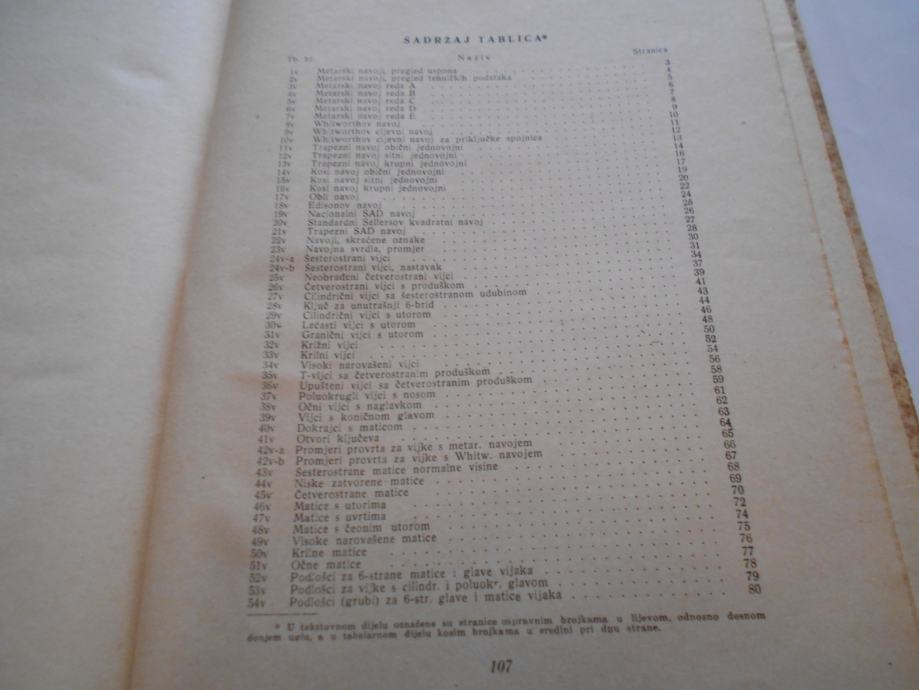 SADRŽAJ TABLICA*
Tb. br. Naziv Stranica
1v Metarski navoji, pregled uspona 3
2v Metarski navoji, pregled tehničkih podataka 4
3v Metarski navoj reda A 5
4v Metarski navoj reda B 6
5v Metarski navoj reda C 7
6v Metarski navoj reda D 8
7v Metarski navoj reda E 9
8v Whitworthov navoj 10
9v Whitworthov cijevni navoj 11
10v Whitworthov cijevni navoj za priključke spojnica 12
11v Trapezni navoj obični jednovojni 13
12v Trapezni navoj sitni jednovojni 14
13v Trapezni navoj krupni jednovojni 16
14v Kosi navoj obični jednovojni 17
15v Kosi navoj sitni jednovojni 19
16v Kosi navoj krupni jednovojni 20
17v Obli navoj 22
18v Edisonov navoj 24
19v Nacionalni SAD navoj 25
20v Standardni Sellersov kvadratni navoj 26
21v Trapezni SAD navoj 27
22v Navoji, skraćene oznake 28
23v Navojna svrdla, promjer 30
24v-a Šesterostrani vijci 31
24v-b Šesterostrani vijci, nastavak 34
25v Neobrađeni četverostrani vijci 37
26v Četverostrani vijci s produškom 39
27v Cilindrični vijci sa šesterostranom udubinom 41
28v Ključ za unutrašnji 6-brid 43
29v Cilindrični vijci s utorom 44
30v Lećasti vijci s utorom 46
31v Granični vijci s utorom 48
32v Križni vijci 50
33v Krilni vijci 52
34v Visoki narovašeni vijci 54
35v T-vijci sa četverostranim produškom 56
36v Upušteni vijci sa četverostranim produškom 58
37v Poluokrugli vijci s nosom 59
38v Očni vijci s naglavkom 61
39v Vijci s koničnom glavom 62
40v Dokrajci s maticom 63
41v Otvori ključeva 64
42v-a Promjeri provrta za vijke s metar. navojem 65
42v-b Promjeri provrta za vijke s Whitw. navojem 66
43v Šesterostrane matice normalne visine 67
44v Niske zatvorene matice 68
45v Četverostrane matice 69
46v Matice s utorima 70
47v Matice s uvrtima 72
48v Matice s čeonim utorom 74
49v Visoke narovašene matice 75
50v Krilne matice 76
51v Očne matice 77
52v Podlošci za 6-strane matice i glave vijaka 78
53v Podlošci za vijke s cilindr. i poluokr. glavom 79
54v Podlošci (grubi) za 6-str. glave i matice vijaka 80
* U tekstovnom dijelu označene su stranice uspravnim brojkama u lijevom, odnosno desnom
donjem uglu, a u tabelarnom dijelu kosim brojkama u sredini pri dnu strane.
107